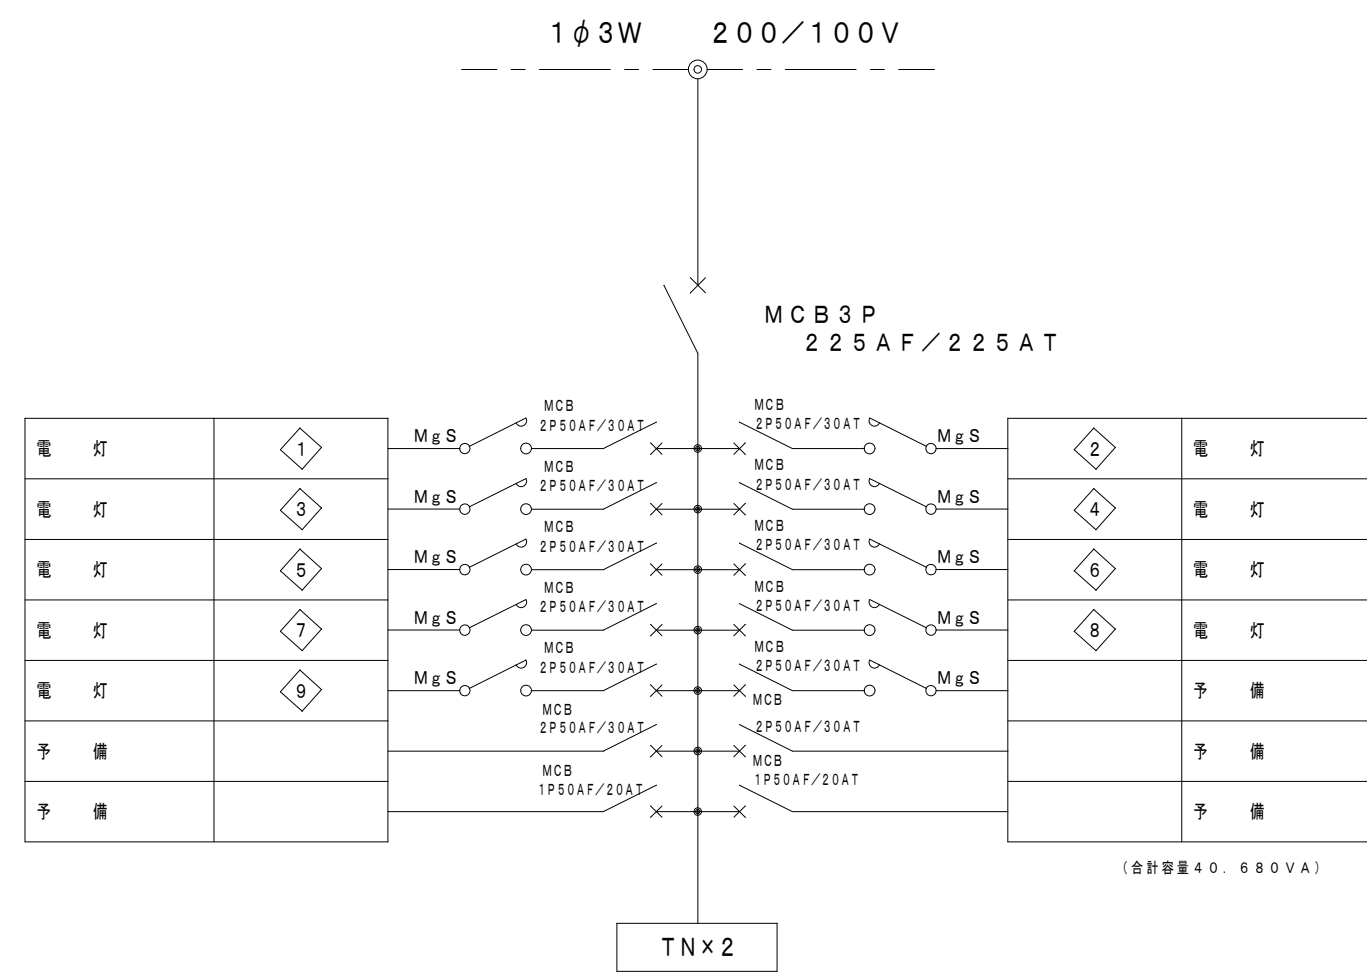 1φ3W 200/100V
MCB3P
225AF/225AT
電灯 1 MgS MCB 2P50AF/30AT MCB 2P50AF/30AT MgS 2 電灯
電灯 3 MgS MCB 2P50AF/30AT MCB 2P50AF/30AT MgS 4 電灯
電灯 5 MgS MCB 2P50AF/30AT MCB 2P50AF/30AT MgS 6 電灯
電灯 7 MgS MCB 2P50AF/30AT MCB 2P50AF/30AT MgS 8 電灯
電灯 9 MgS MCB 2P50AF/30AT MCB 2P50AF/30AT MgS 予備
予備 MCB 2P50AF/30AT MCB 2P50AF/30AT 予備
予備 MCB 1P50AF/20AT MCB 1P50AF/20AT 予備
(合計容量40.680VA)
TN×2